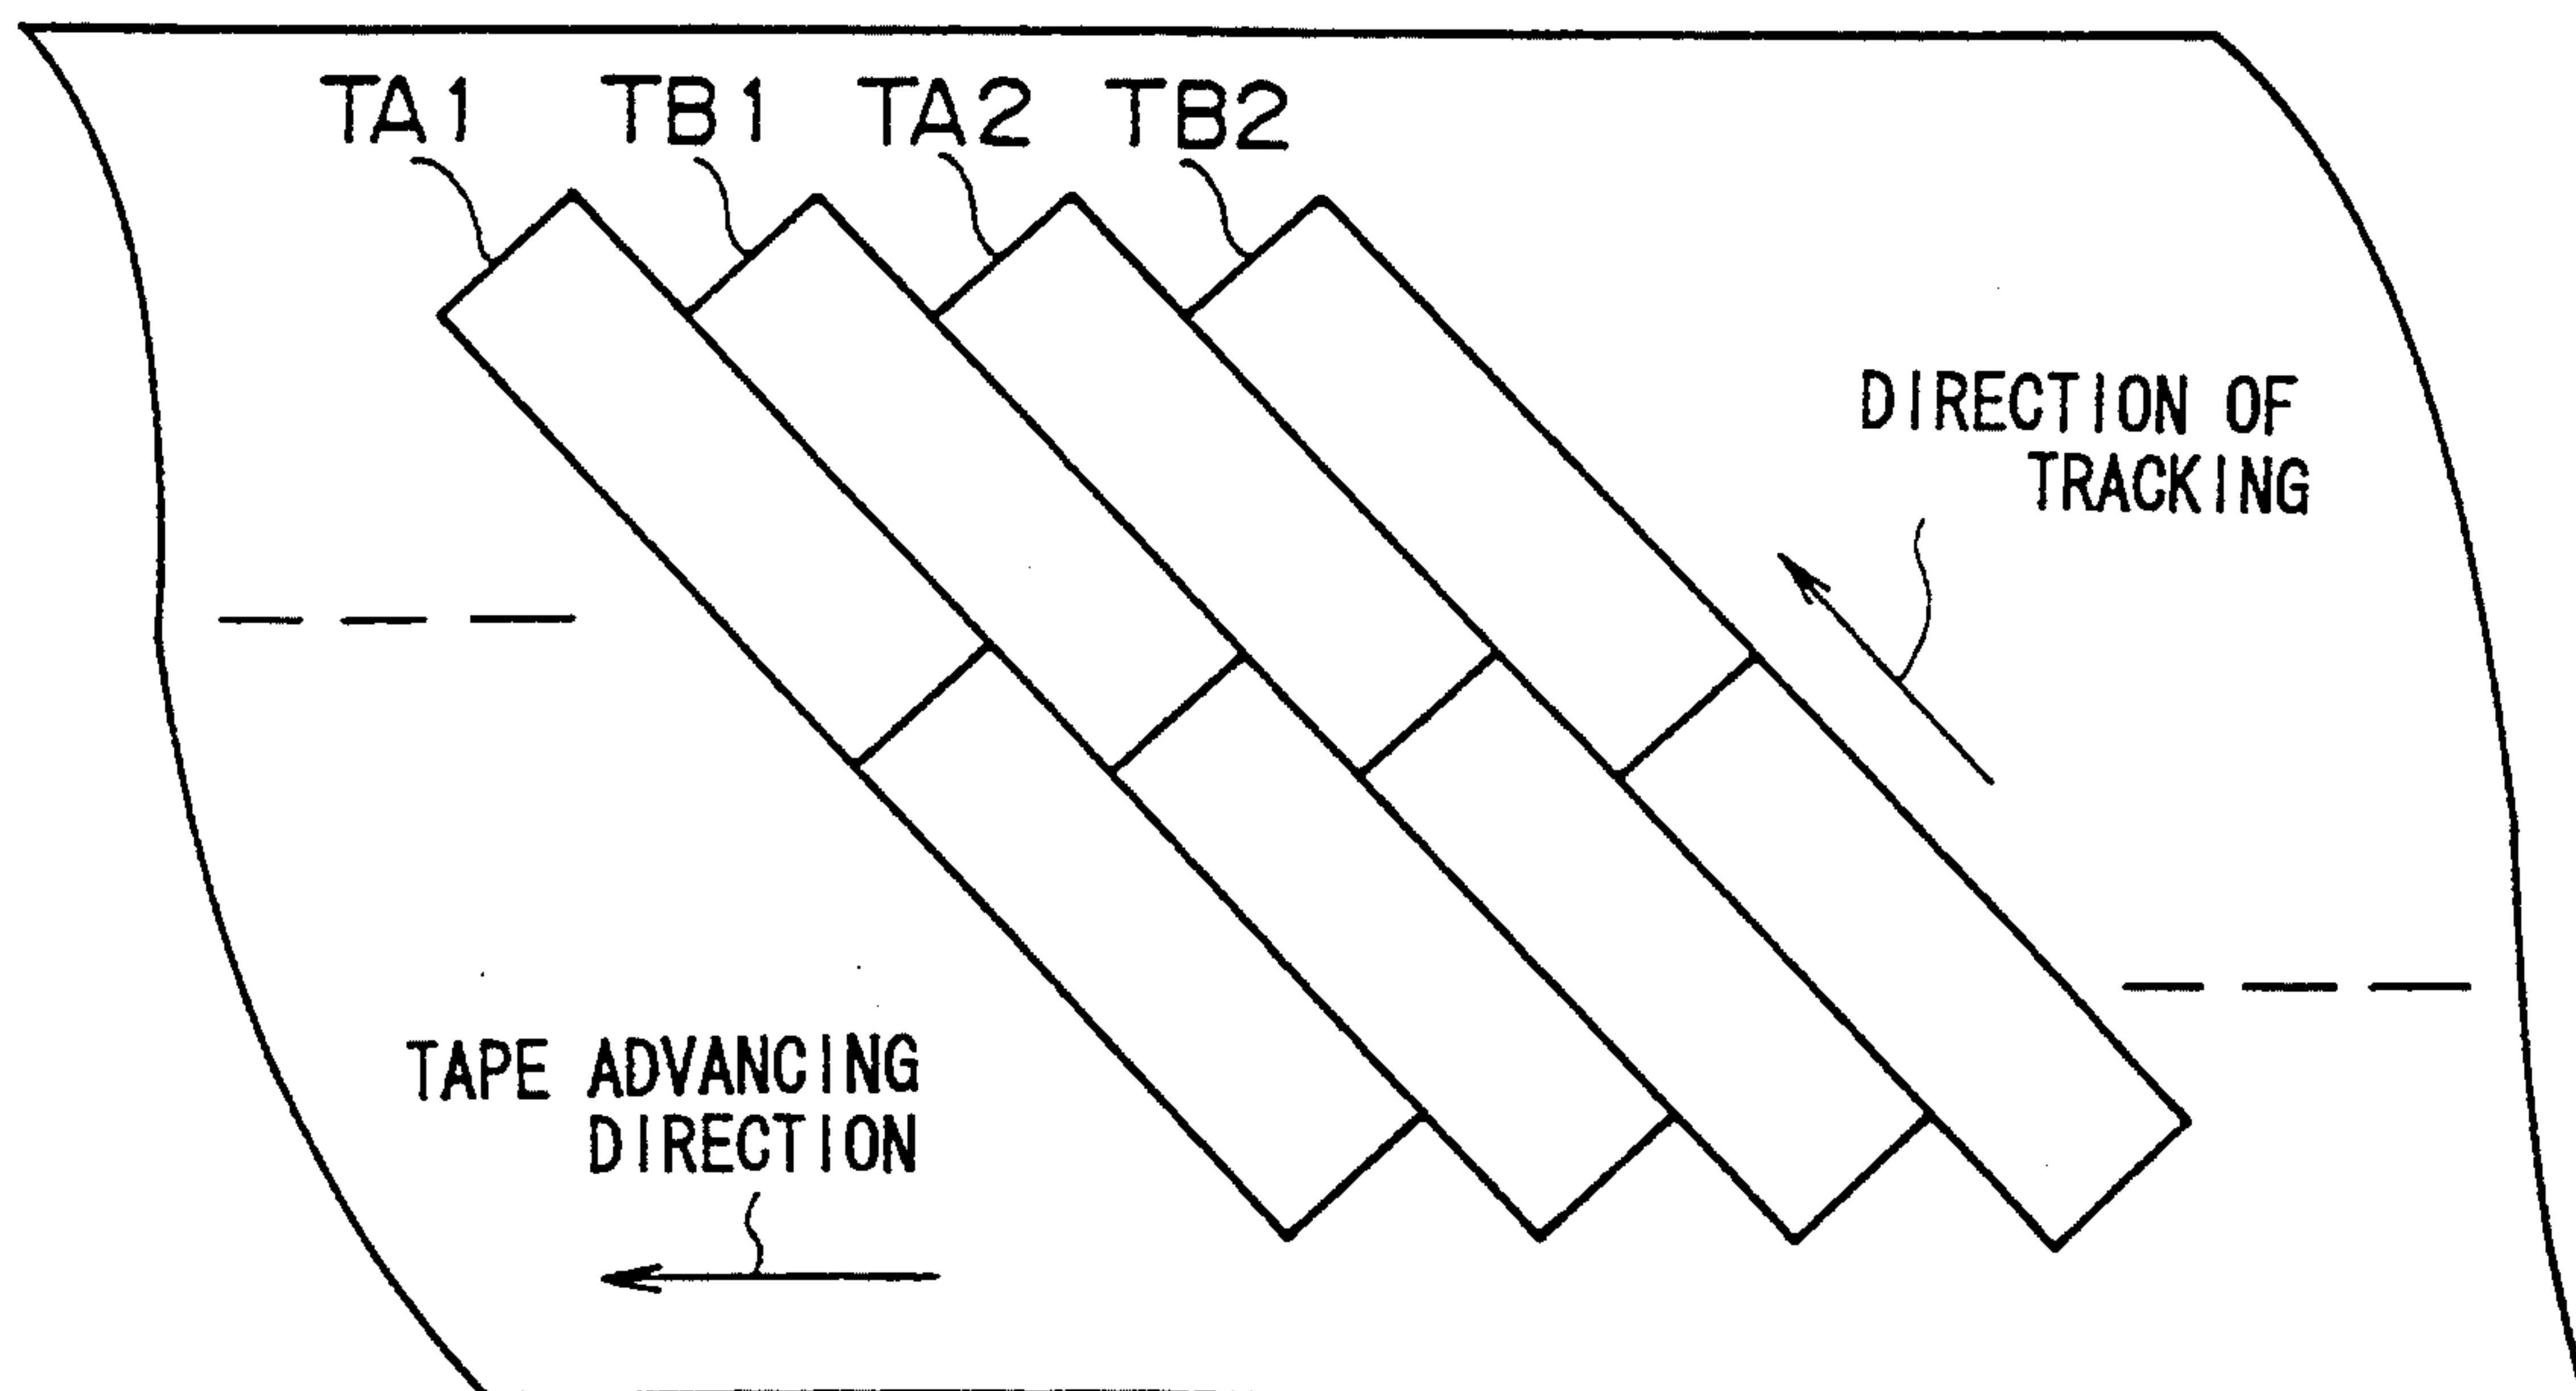 TA1 TB1 TA2 TB2
DIRECTION OF
TRACKING
TAPE ADVANCING
DIRECTION